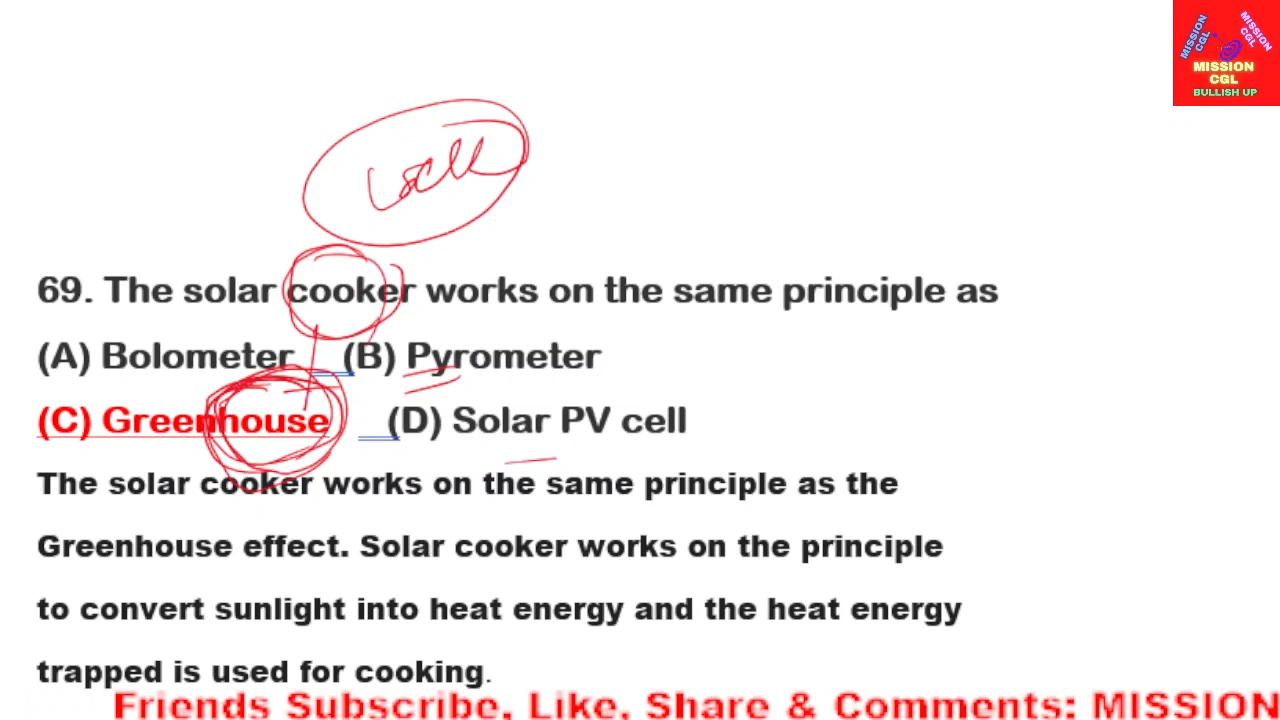 MISSION
CGL
MISSION
CGL
MISSION
CGL
BULLISH UP
69. The solar cooker works on the same principle as
(A) Bolometer (B) Pyrometer
(C) Greenhouse (D) Solar PV cell
The solar cooker works on the same principle as the
Greenhouse effect. Solar cooker works on the principle
to convert sunlight into heat energy and the heat energy
trapped is used for cooking.
Friends Subscribe, Like, Share & Comments: MISSION